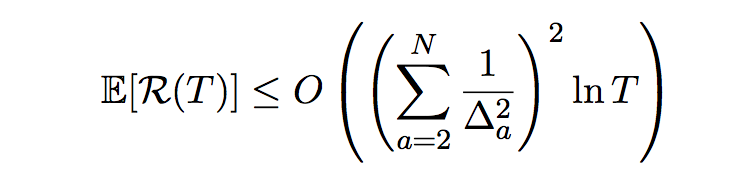 𝔼[ℛ(T)] ≤ O((∑_{a=2}^{N} 1/Δ_a^2)^2 ln T)